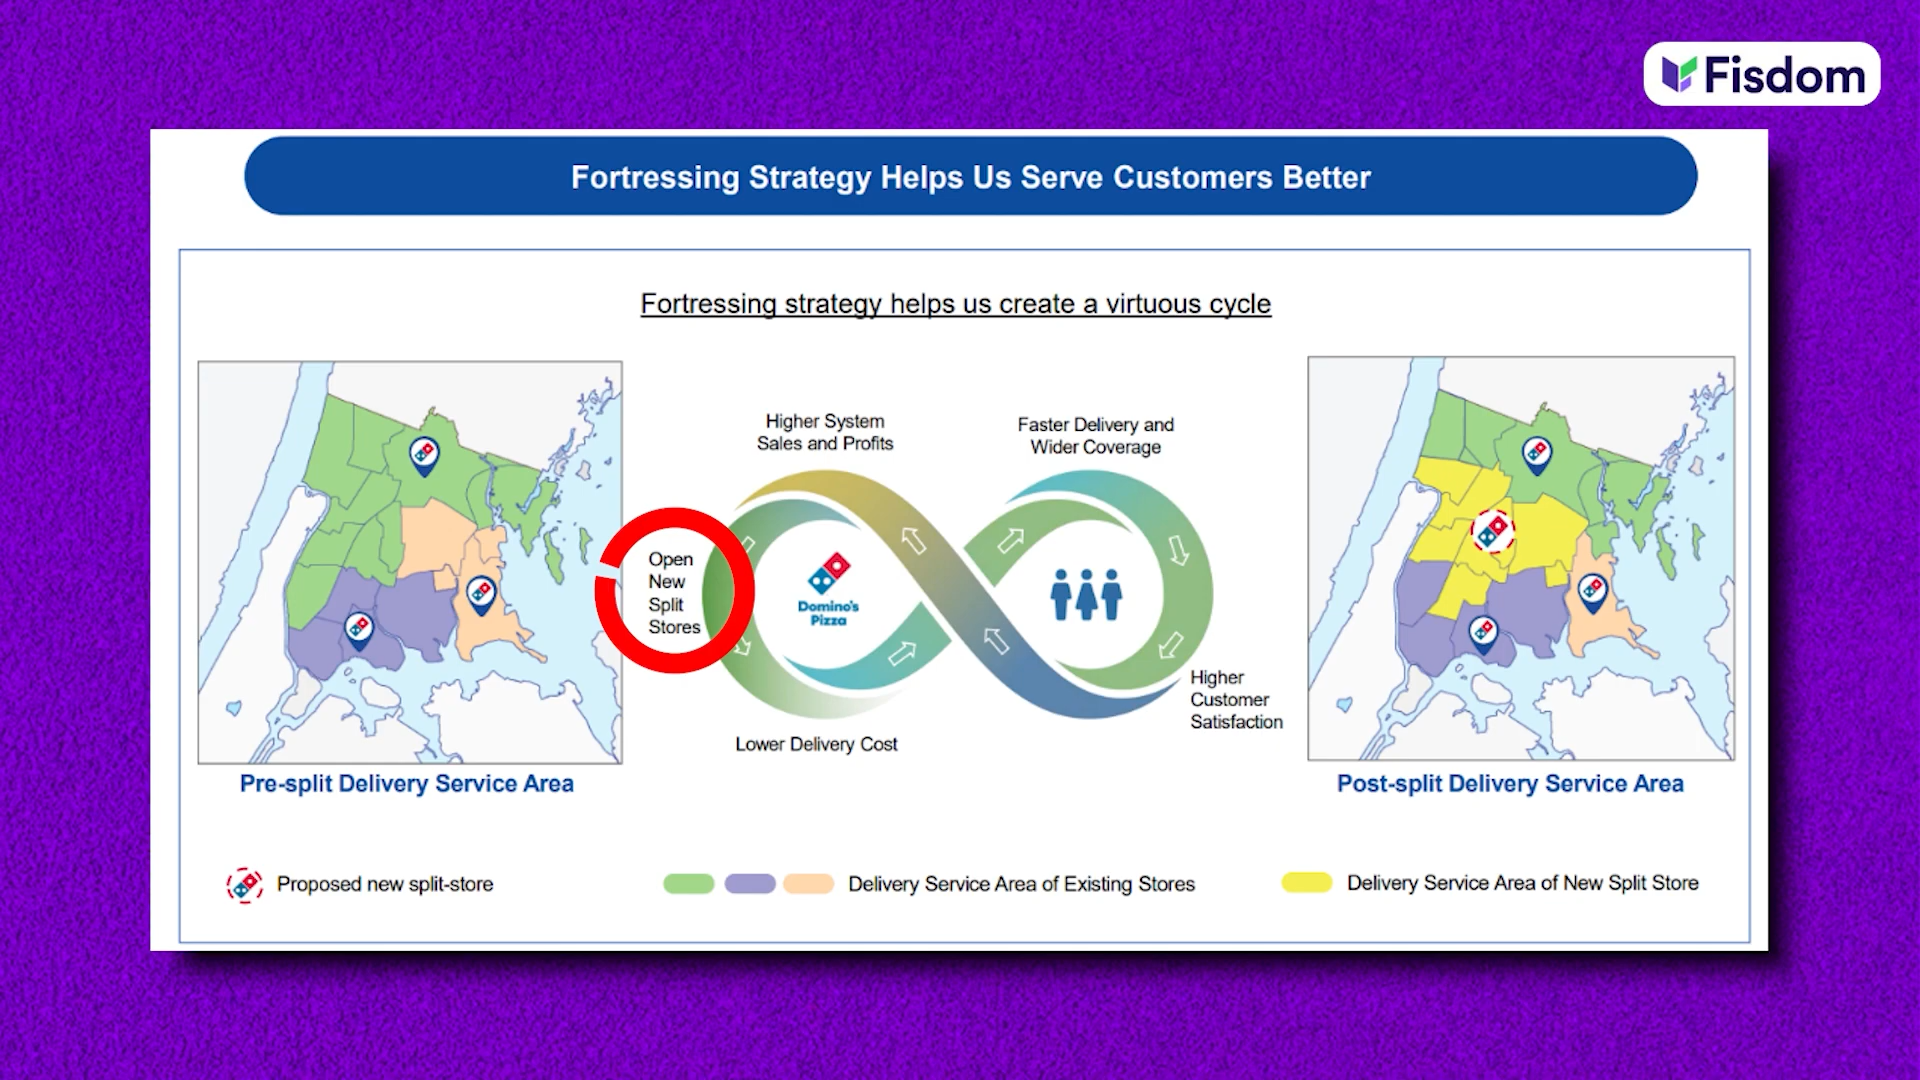 Fisdom
Fortressing Strategy Helps Us Serve Customers Better
Fortressing strategy helps us create a virtuous cycle
Higher System
Sales and Profits
Faster Delivery and
Wider Coverage
Open
New
Split
Stores
Domino's
Pizza
Higher
Customer
Satisfaction
Lower Delivery Cost
Pre-split Delivery Service Area
Post-split Delivery Service Area
Proposed new split-store
Delivery Service Area of Existing Stores
Delivery Service Area of New Split Store